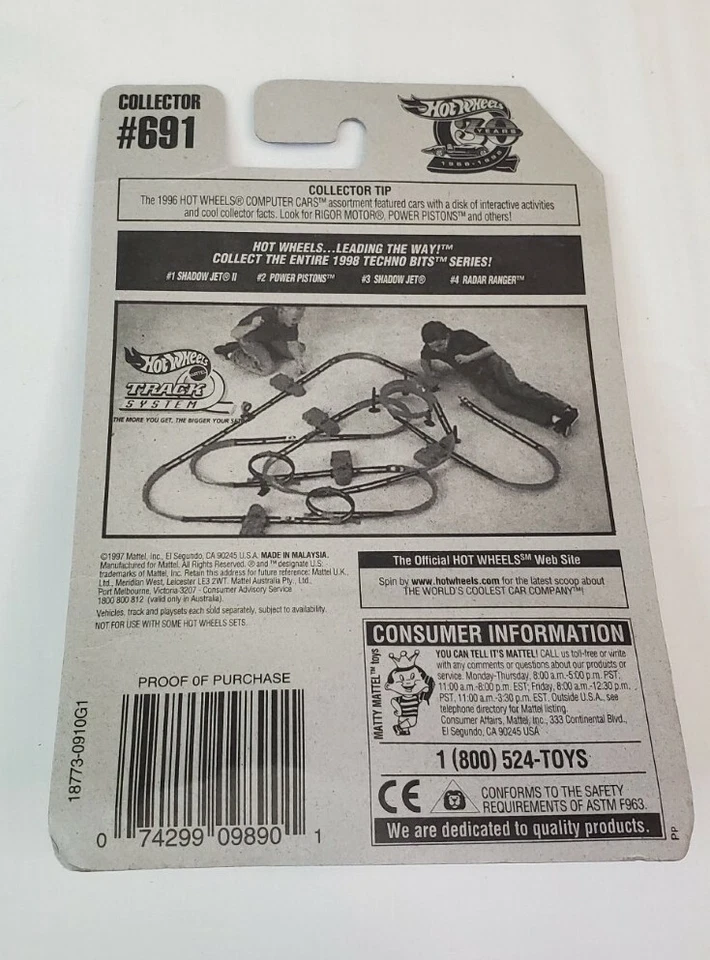 COLLECTOR
#691
Hot Wheels
30
YEARS
1968-1998
COLLECTOR TIP
The 1996 HOT WHEELS® COMPUTER CARS™ assortment featured cars with a disk of interactive activities
and cool collector facts. Look for RIGOR MOTOR®, POWER PISTONS™ and others!
HOT WHEELS...LEADING THE WAY!™
COLLECT THE ENTIRE 1998 TECHNO BITS™ SERIES!
#1 SHADOW JET® II #2 POWER PISTONS™ #3 SHADOW JET® #4 RADAR RANGER™
Hot Wheels
MATTEL
TRACK
SYSTEM
THE MORE YOU GET, THE BIGGER YOUR SET
©1997 Mattel, Inc., El Segundo, CA 90245 U.S.A. MADE IN MALAYSIA.
Manufactured for Mattel. All Rights Reserved. ® and ™ designate U.S.
trademarks of Mattel, Inc. Retain this address for future reference: Mattel U.K.,
Ltd., Meridian West, Leicester LE3 2WT. Mattel Australia Pty., Ltd.,
Port Melbourne, Victoria 3207 - Consumer Advisory Service
1800 800 812 (valid only in Australia).
Vehicles, track and playsets each sold separately, subject to availability.
NOT FOR USE WITH SOME HOT WHEELS SETS.
The Official HOT WHEELS℠ Web Site
Spin by www.hotwheels.com for the latest scoop about
THE WORLD'S COOLEST CAR COMPANY™!
CONSUMER INFORMATION
MATTY MATTEL™ toys
YOU CAN TELL IT'S MATTEL! CALL us toll-free or write
with any comments or questions about our products or
service. Monday-Thursday, 8:00 a.m.-5:00 p.m. PST,
11:00 a.m.-8:00 p.m. EST; Friday, 8:00 a.m.-12:30 p.m.
PST, 11:00 a.m.-3:30 p.m. EST. Outside U.S.A., see
telephone directory for Mattel listing.
Consumer Affairs, Mattel, Inc., 333 Continental Blvd.,
El Segundo, CA 90245 USA
1 (800) 524-TOYS
CE
CONFORMS TO THE SAFETY
REQUIREMENTS OF ASTM F963.
We are dedicated to quality products.
PP
PROOF OF PURCHASE
0 74299 09890 1
18773-0910G1